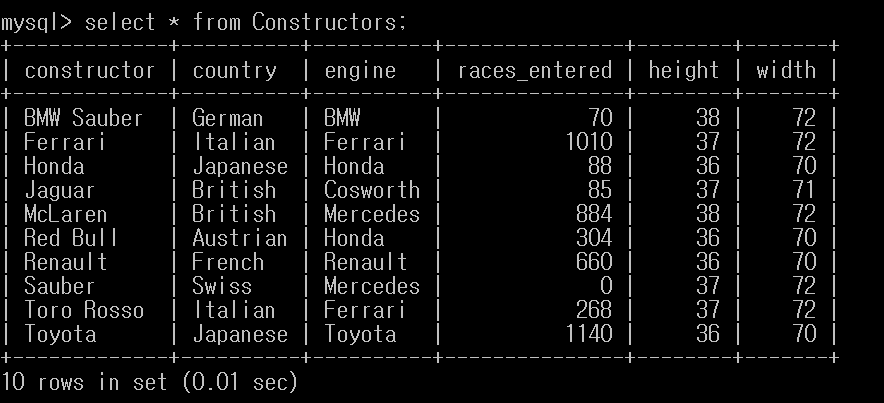 mysql> select * from Constructors;
+-------------+----------+----------+---------------+--------+-------+
| constructor | country | engine | races_entered | height | width |
+-------------+----------+----------+---------------+--------+-------+
| BMW Sauber | German | BMW | 70 | 38 | 72 |
| Ferrari | Italian | Ferrari | 1010 | 37 | 72 |
| Honda | Japanese | Honda | 88 | 36 | 70 |
| Jaguar | British | Cosworth | 85 | 37 | 71 |
| McLaren | British | Mercedes | 884 | 38 | 72 |
| Red Bull | Austrian | Honda | 304 | 36 | 70 |
| Renault | French | Renault | 660 | 36 | 70 |
| Sauber | Swiss | Mercedes | 0 | 37 | 72 |
| Toro Rosso | Italian | Ferrari | 268 | 37 | 72 |
| Toyota | Japanese | Toyota | 1140 | 36 | 70 |
+-------------+----------+----------+---------------+--------+-------+
10 rows in set (0.01 sec)